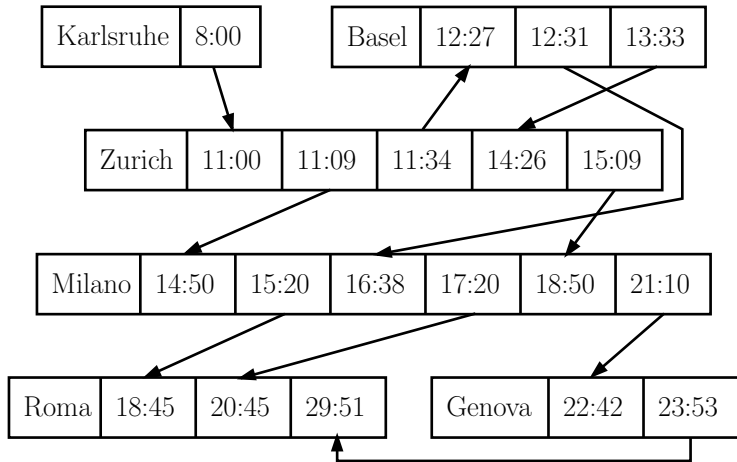 Karlsruhe 8:00 Basel 12:27 12:31 13:33
Zurich 11:00 11:09 11:34 14:26 15:09
Milano 14:50 15:20 16:38 17:20 18:50 21:10
Roma 18:45 20:45 29:51 Genova 22:42 23:53